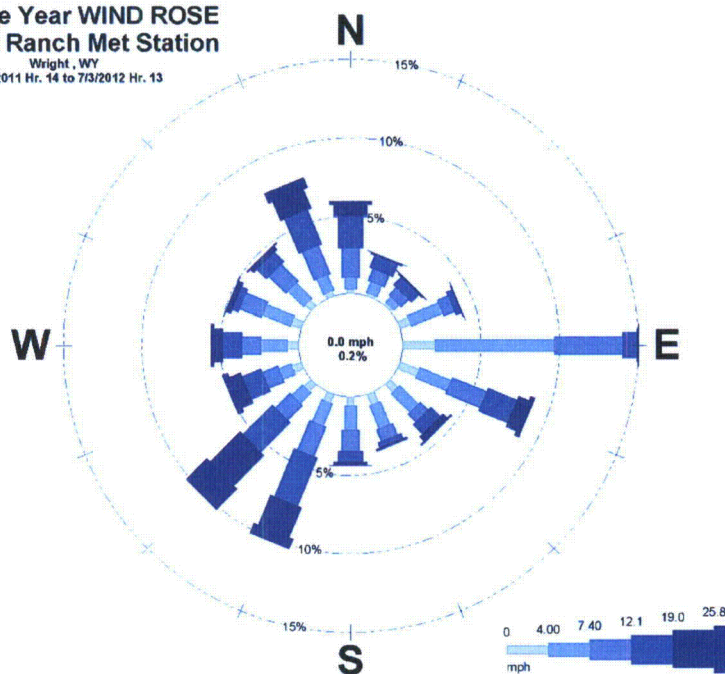 e Year WIND ROSE
Ranch Met Station
Wright , WY
2011 Hr. 14 to 7/3/2012 Hr. 13
N
15%
10%
5%
W
0.0 mph
0.2%
E
5%
10%
15%
S
0 4.00 7.40 12.1 19.0 25.8
mph